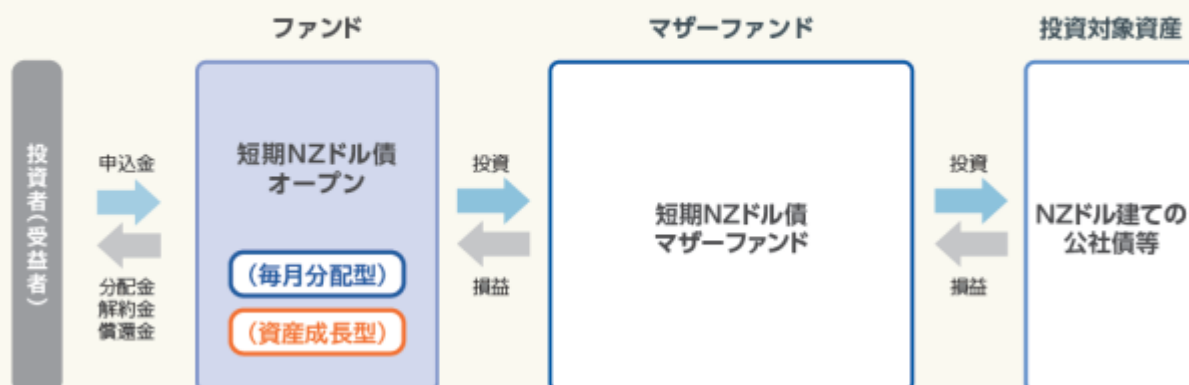 ファンド
マザーファンド
投資対象資産
投資者(受益者)
申込金
分配金
解約金
償還金
短期NZドル債
オープン
(毎月分配型)
(資産成長型)
投資
損益
短期NZドル債
マザーファンド
投資
損益
NZドル建ての
公社債等